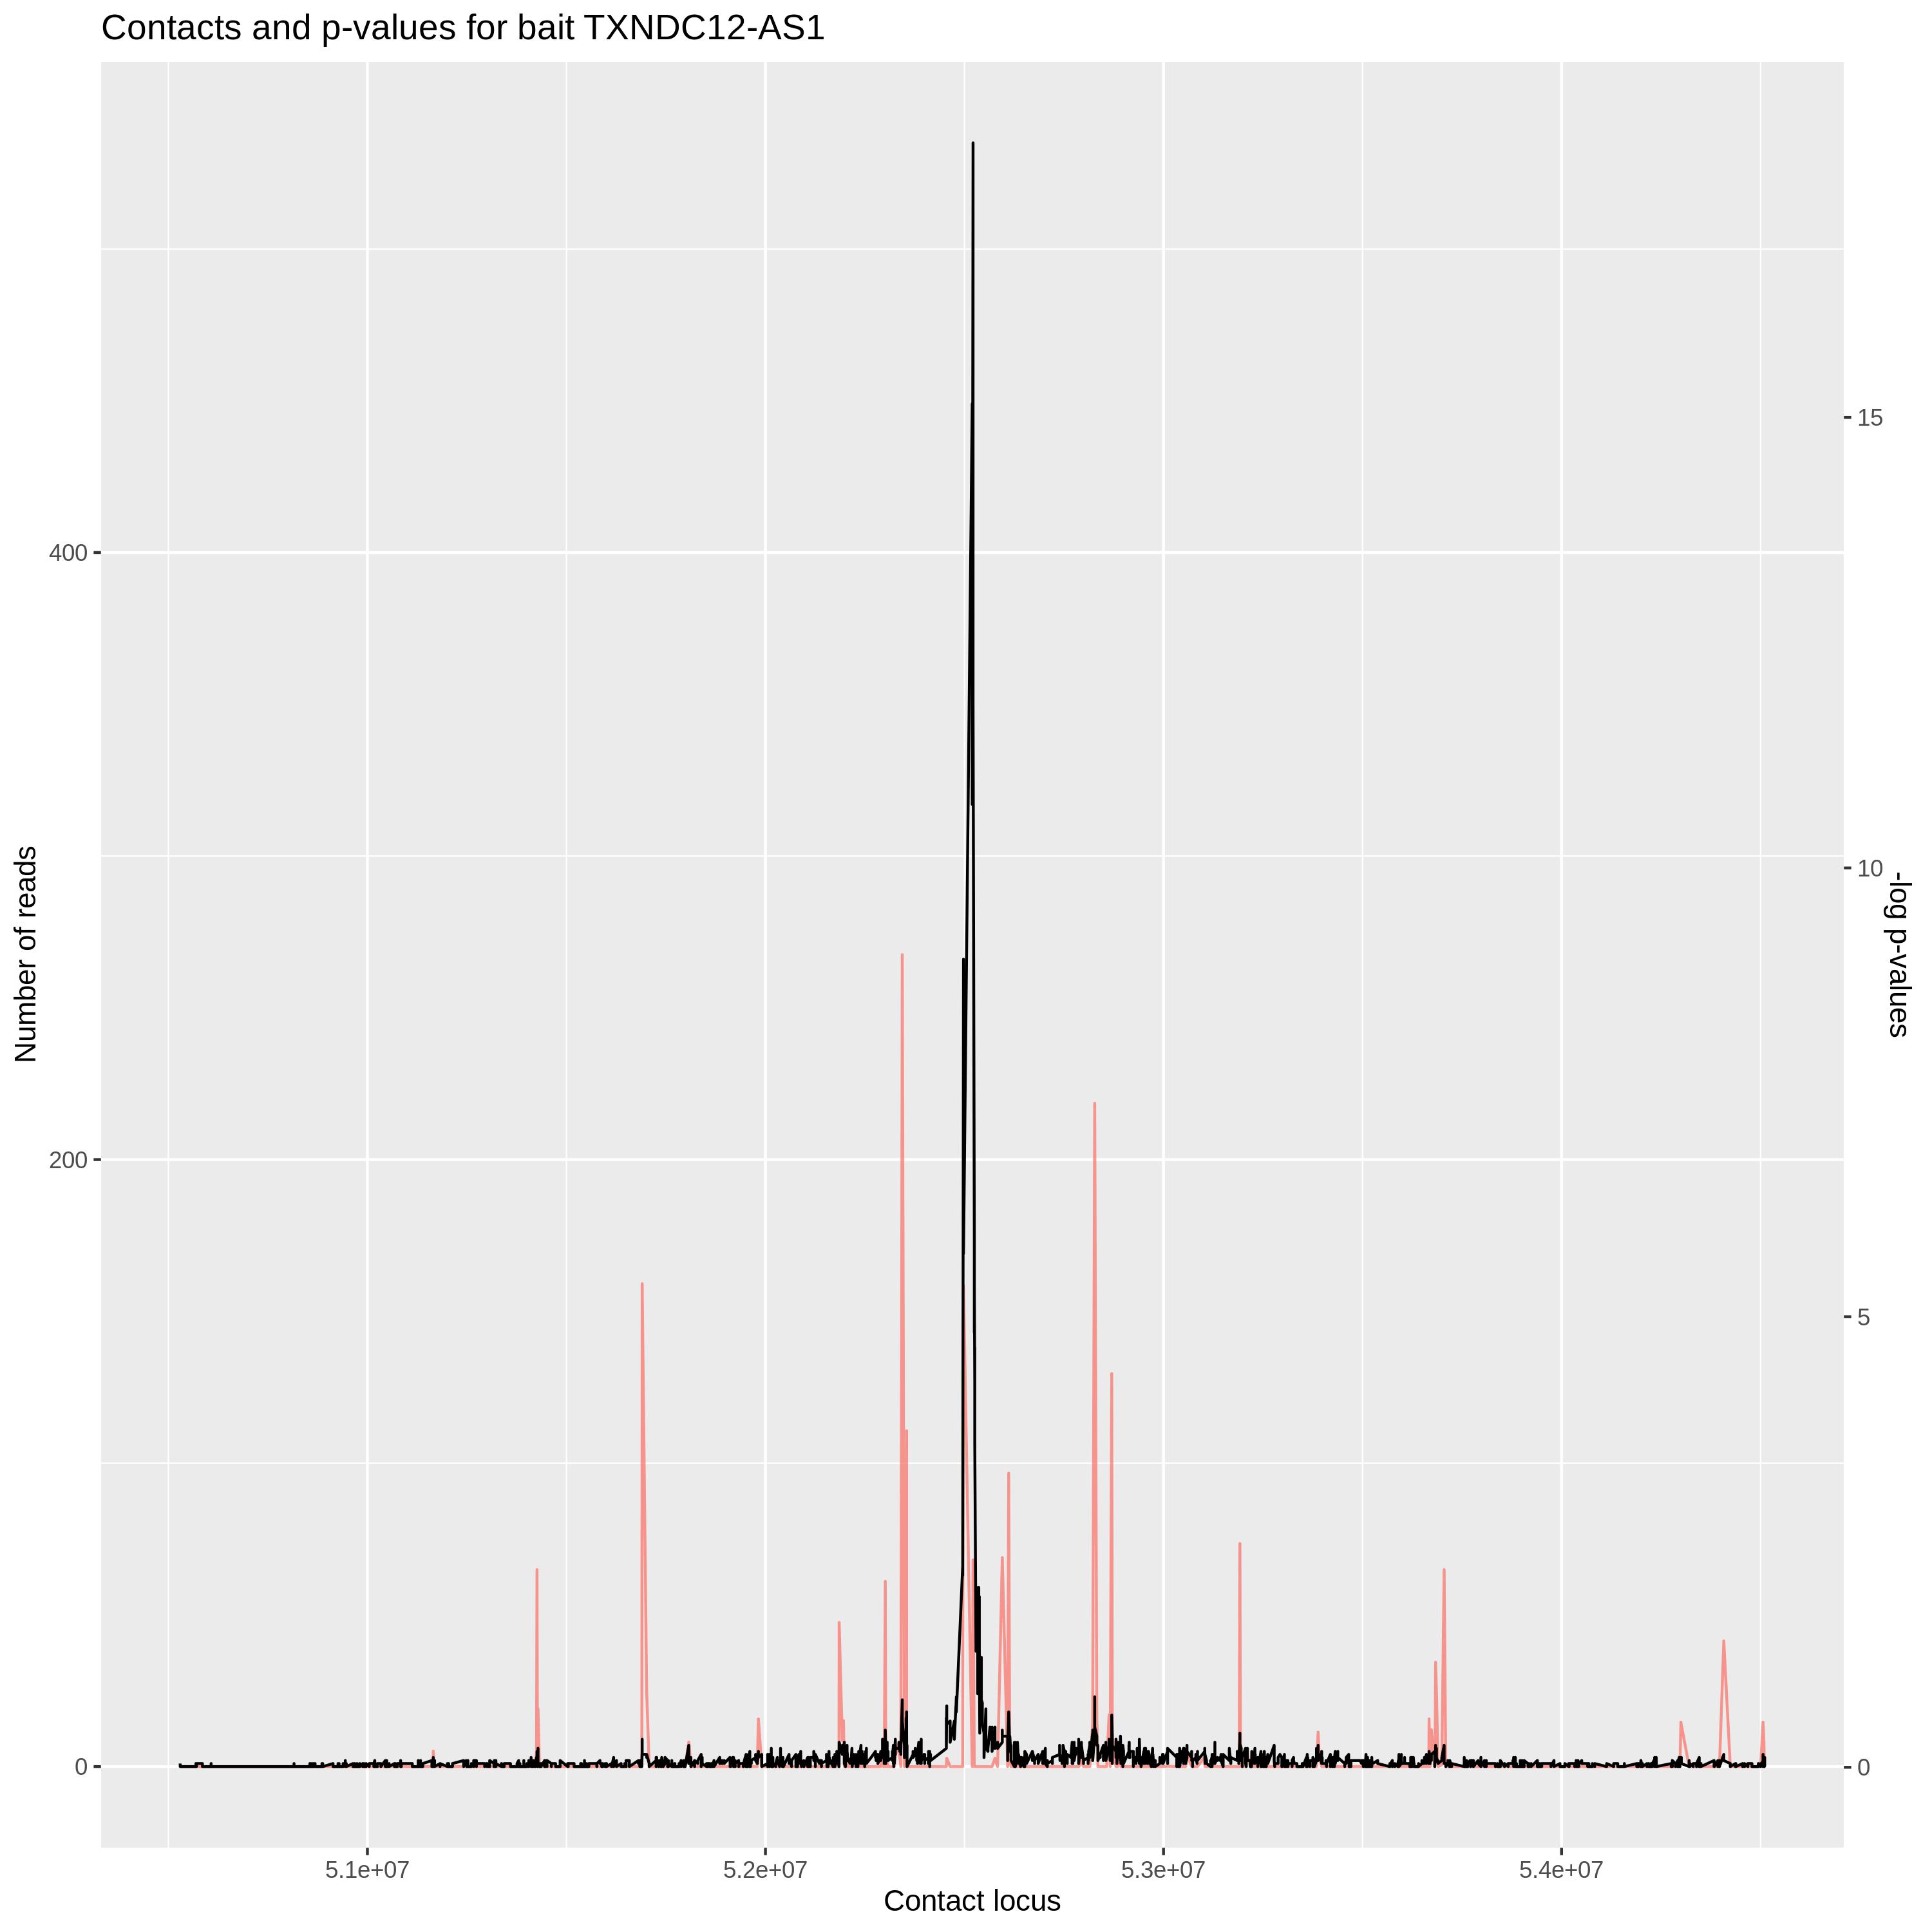 Contacts and p-values for bait TXNDC12-AS1
Number of reads
400
200
0
15
10
5
0
-log p-values
5.1e+07 5.2e+07 5.3e+07 5.4e+07
Contact locus